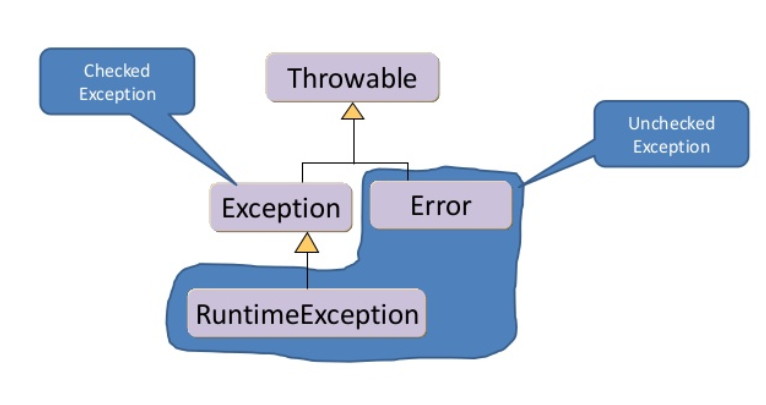 Checked
Exception
Throwable
Unchecked
Exception
Exception
Error
RuntimeException